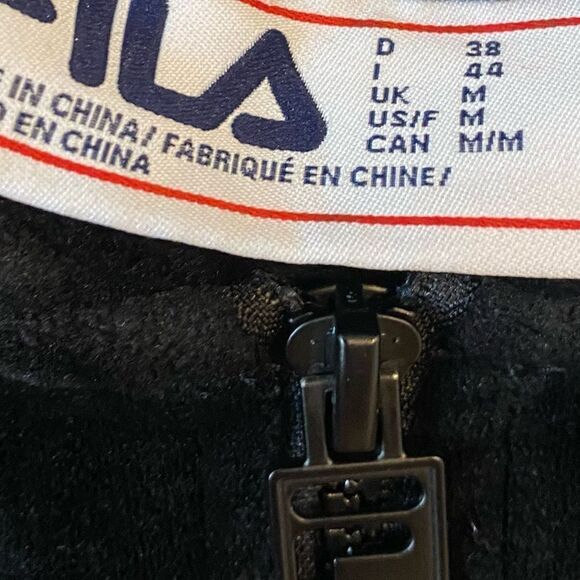 FILA
D 38
I 44
UK M
US/F M
CAN M/M
IN CHINA/ FABRIQUÉ EN CHINE/
EN CHINA